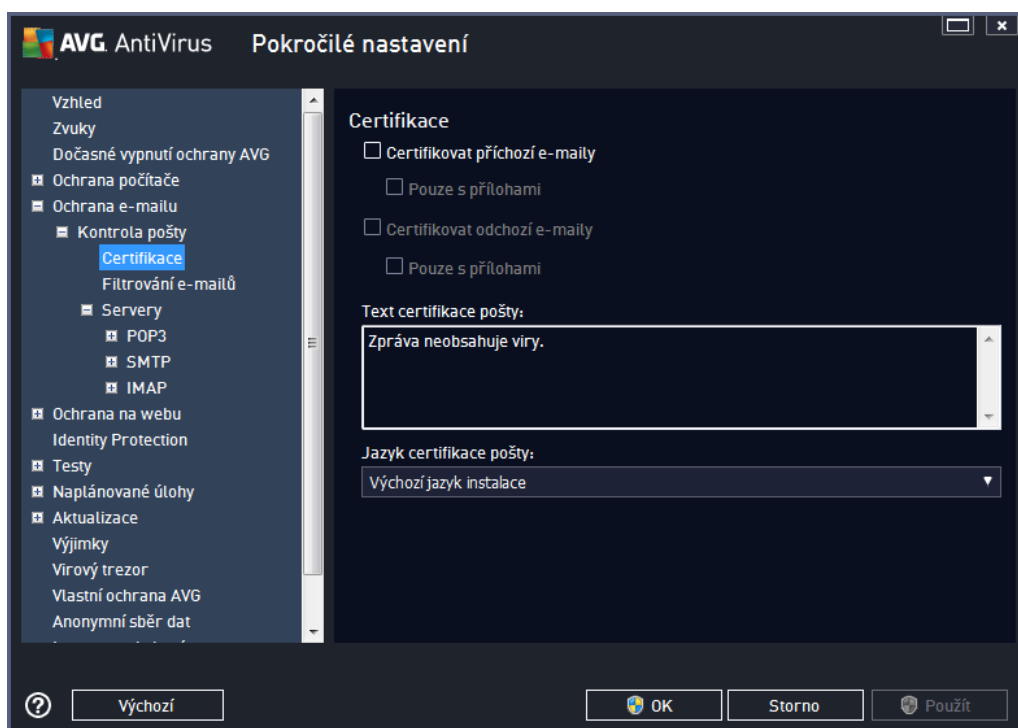 AVG. AntiVirus Pokročilé nastavení
Vzhled
Zvuky
Dočasné vypnutí ochrany AVG
Ochrana počítače
Ochrana e-mailu
Kontrola pošty
Certifikace
Filtrování e-mailů
Servery
POP3
SMTP
IMAP
Ochrana na webu
Identity Protection
Testy
Naplánované úlohy
Aktualizace
Výjimky
Virový trezor
Vlastní ochrana AVG
Anonymní sběr dat
Certifikace
Certifikovat příchozí e-maily
Pouze s přílohami
Certifikovat odchozí e-maily
Pouze s přílohami
Text certifikace pošty:
Zpráva neobsahuje viry.
Jazyk certifikace pošty:
Výchozí jazyk instalace
Výchozí
OK
Storno
Použít